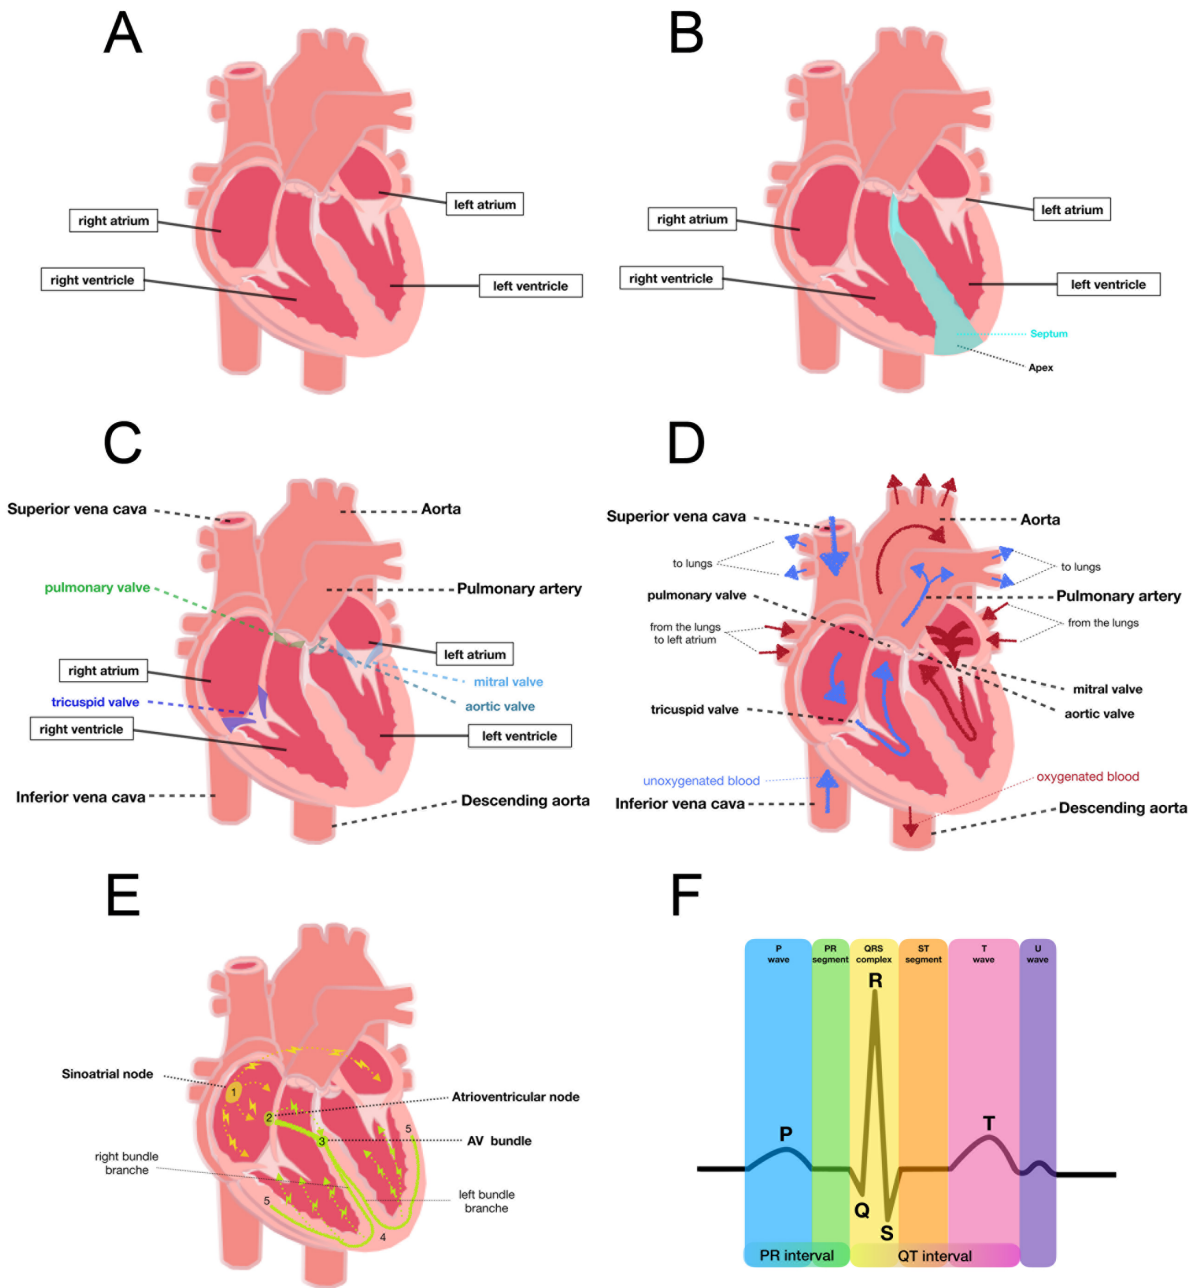 A
right atrium
left atrium
right ventricle
left ventricle
B
right atrium
left atrium
right ventricle
left ventricle
Septum
Apex
C
Superior vena cava
Aorta
pulmonary valve
Pulmonary artery
right atrium
left atrium
mitral valve
tricuspid valve
aortic valve
right ventricle
left ventricle
Inferior vena cava
Descending aorta
D
Superior vena cava
Aorta
to lungs
to lungs
pulmonary valve
Pulmonary artery
from the lungs
to left atrium
from the lungs
mitral valve
tricuspid valve
aortic valve
unoxygenated blood
oxygenated blood
Inferior vena cava
Descending aorta
E
Sinoatrial node
1
Atrioventricular node
2
3
AV bundle
5
right bundle
branche
left bundle
branche
5
4
F
P
wave
PR
segment
QRS
complex
ST
segment
T
wave
U
wave
R
P
T
Q
S
PR interval
QT interval